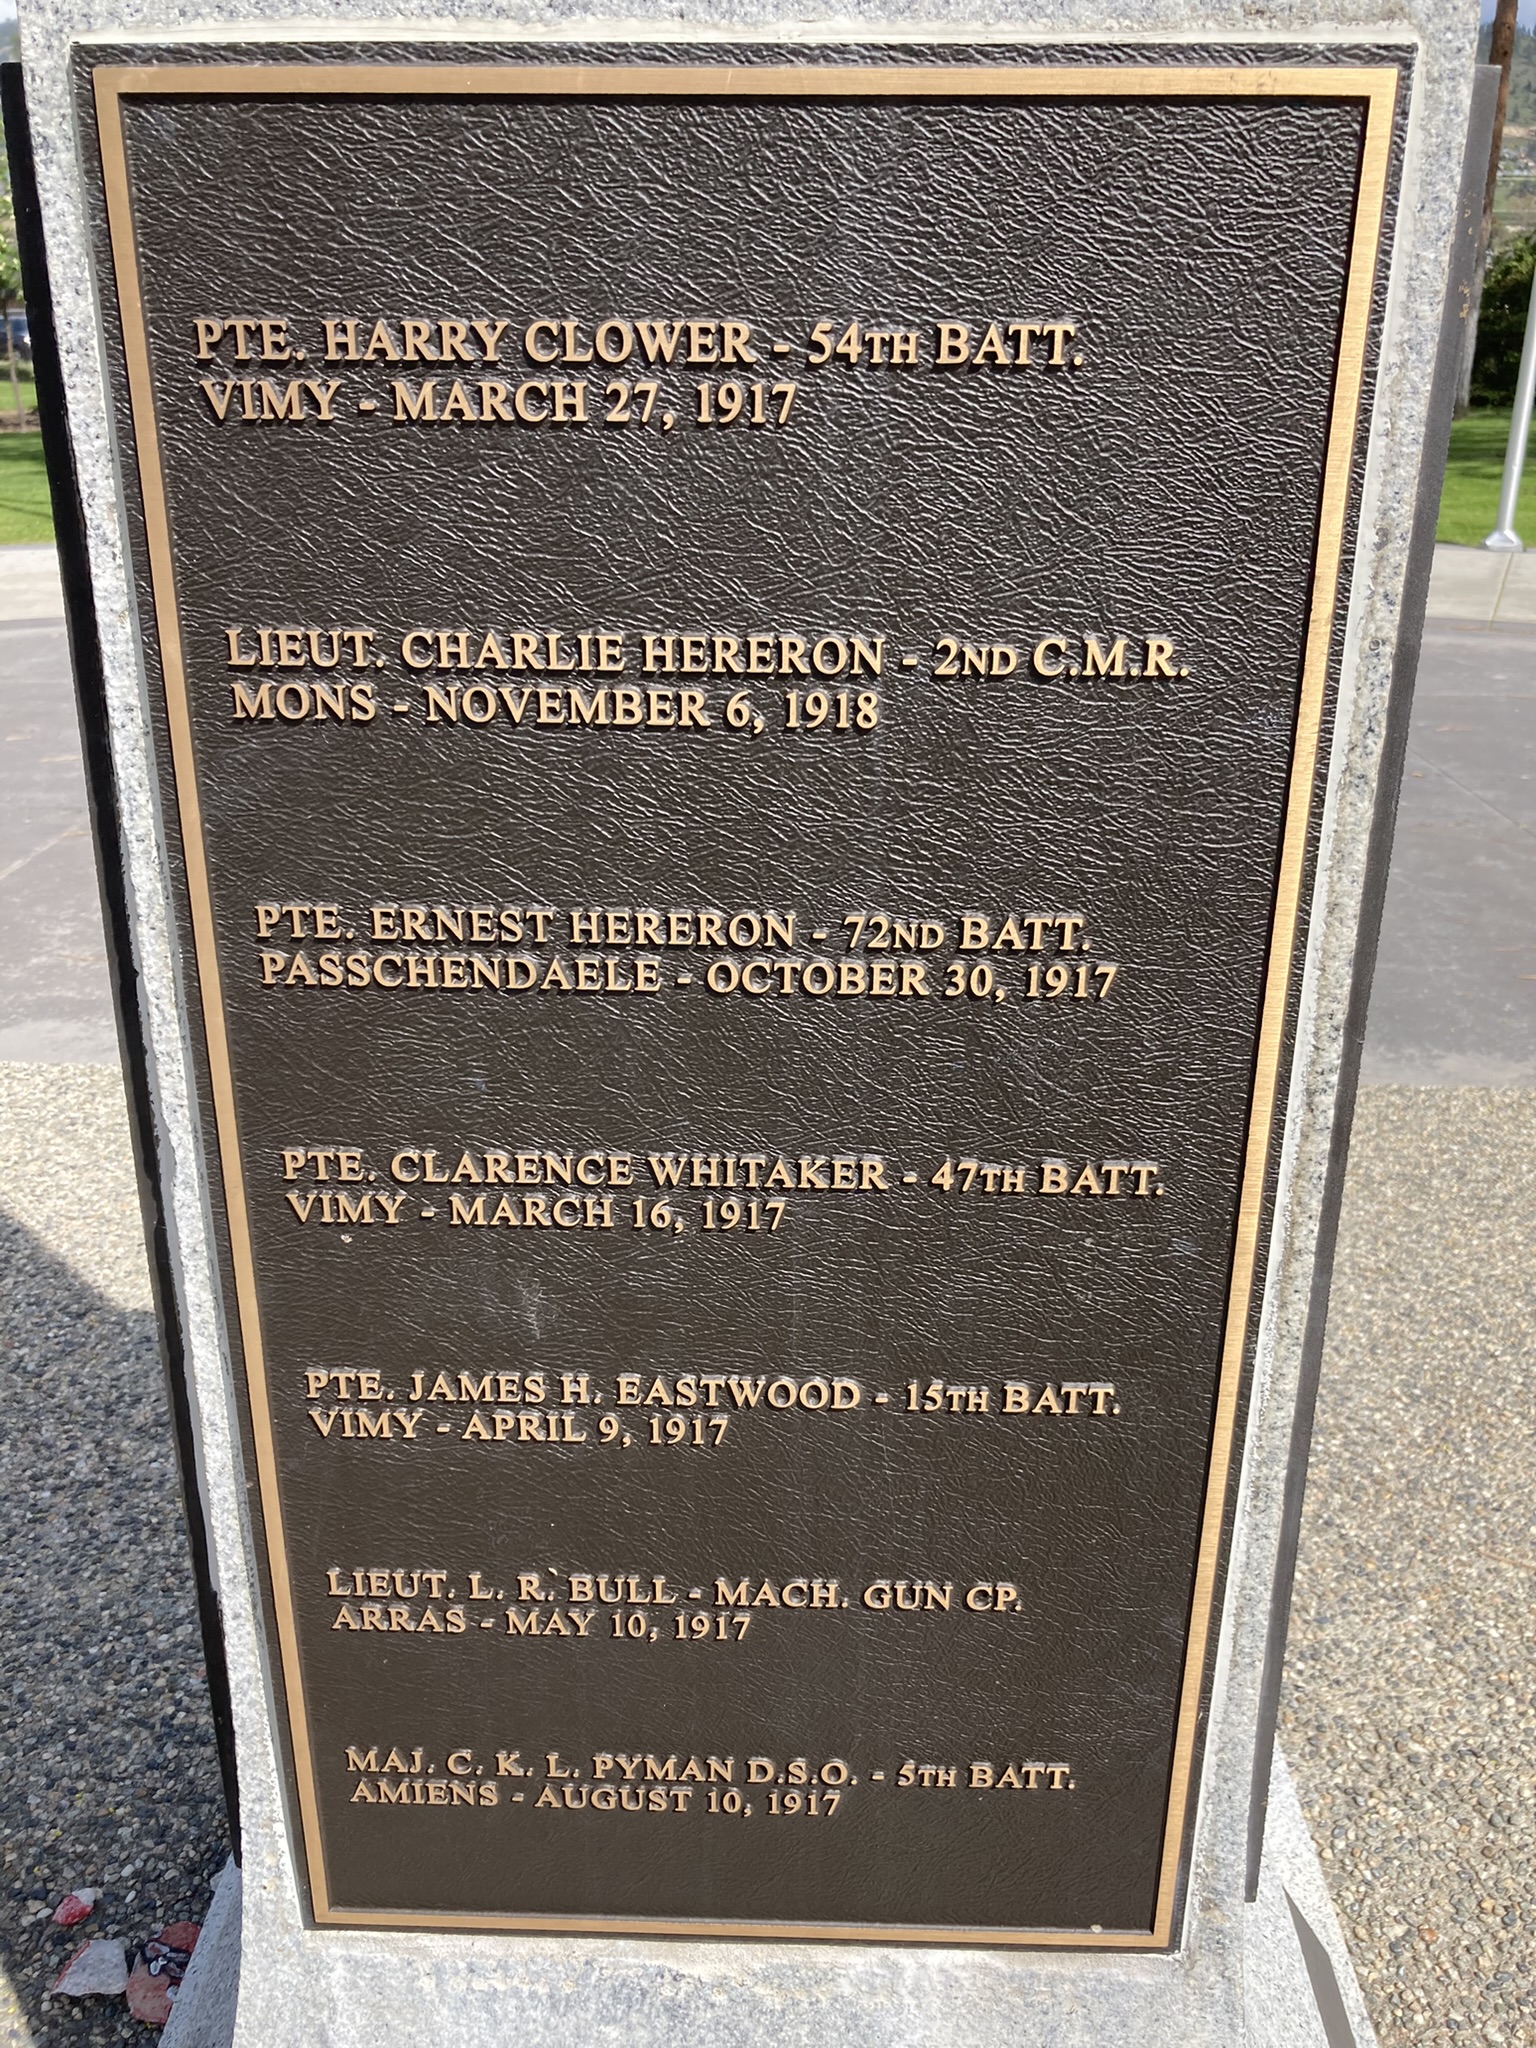 PTE. HARRY CLOWER - 54TH BATT.
VIMY - MARCH 27, 1917
LIEUT. CHARLIE HERERON - 2ND C.M.R.
MONS - NOVEMBER 6, 1918
PTE. ERNEST HERERON - 72ND BATT.
PASSCHENDAELE - OCTOBER 30, 1917
PTE. CLARENCE WHITAKER - 47TH BATT.
VIMY - MARCH 16, 1917
PTE. JAMES H. EASTWOOD - 15TH BATT.
VIMY - APRIL 9, 1917
LIEUT. L. R. BULL - MACH. GUN CP.
ARRAS - MAY 10, 1917
MAJ. C. K. L. PYMAN D.S.O. - 5TH BATT.
AMIENS - AUGUST 10, 1917